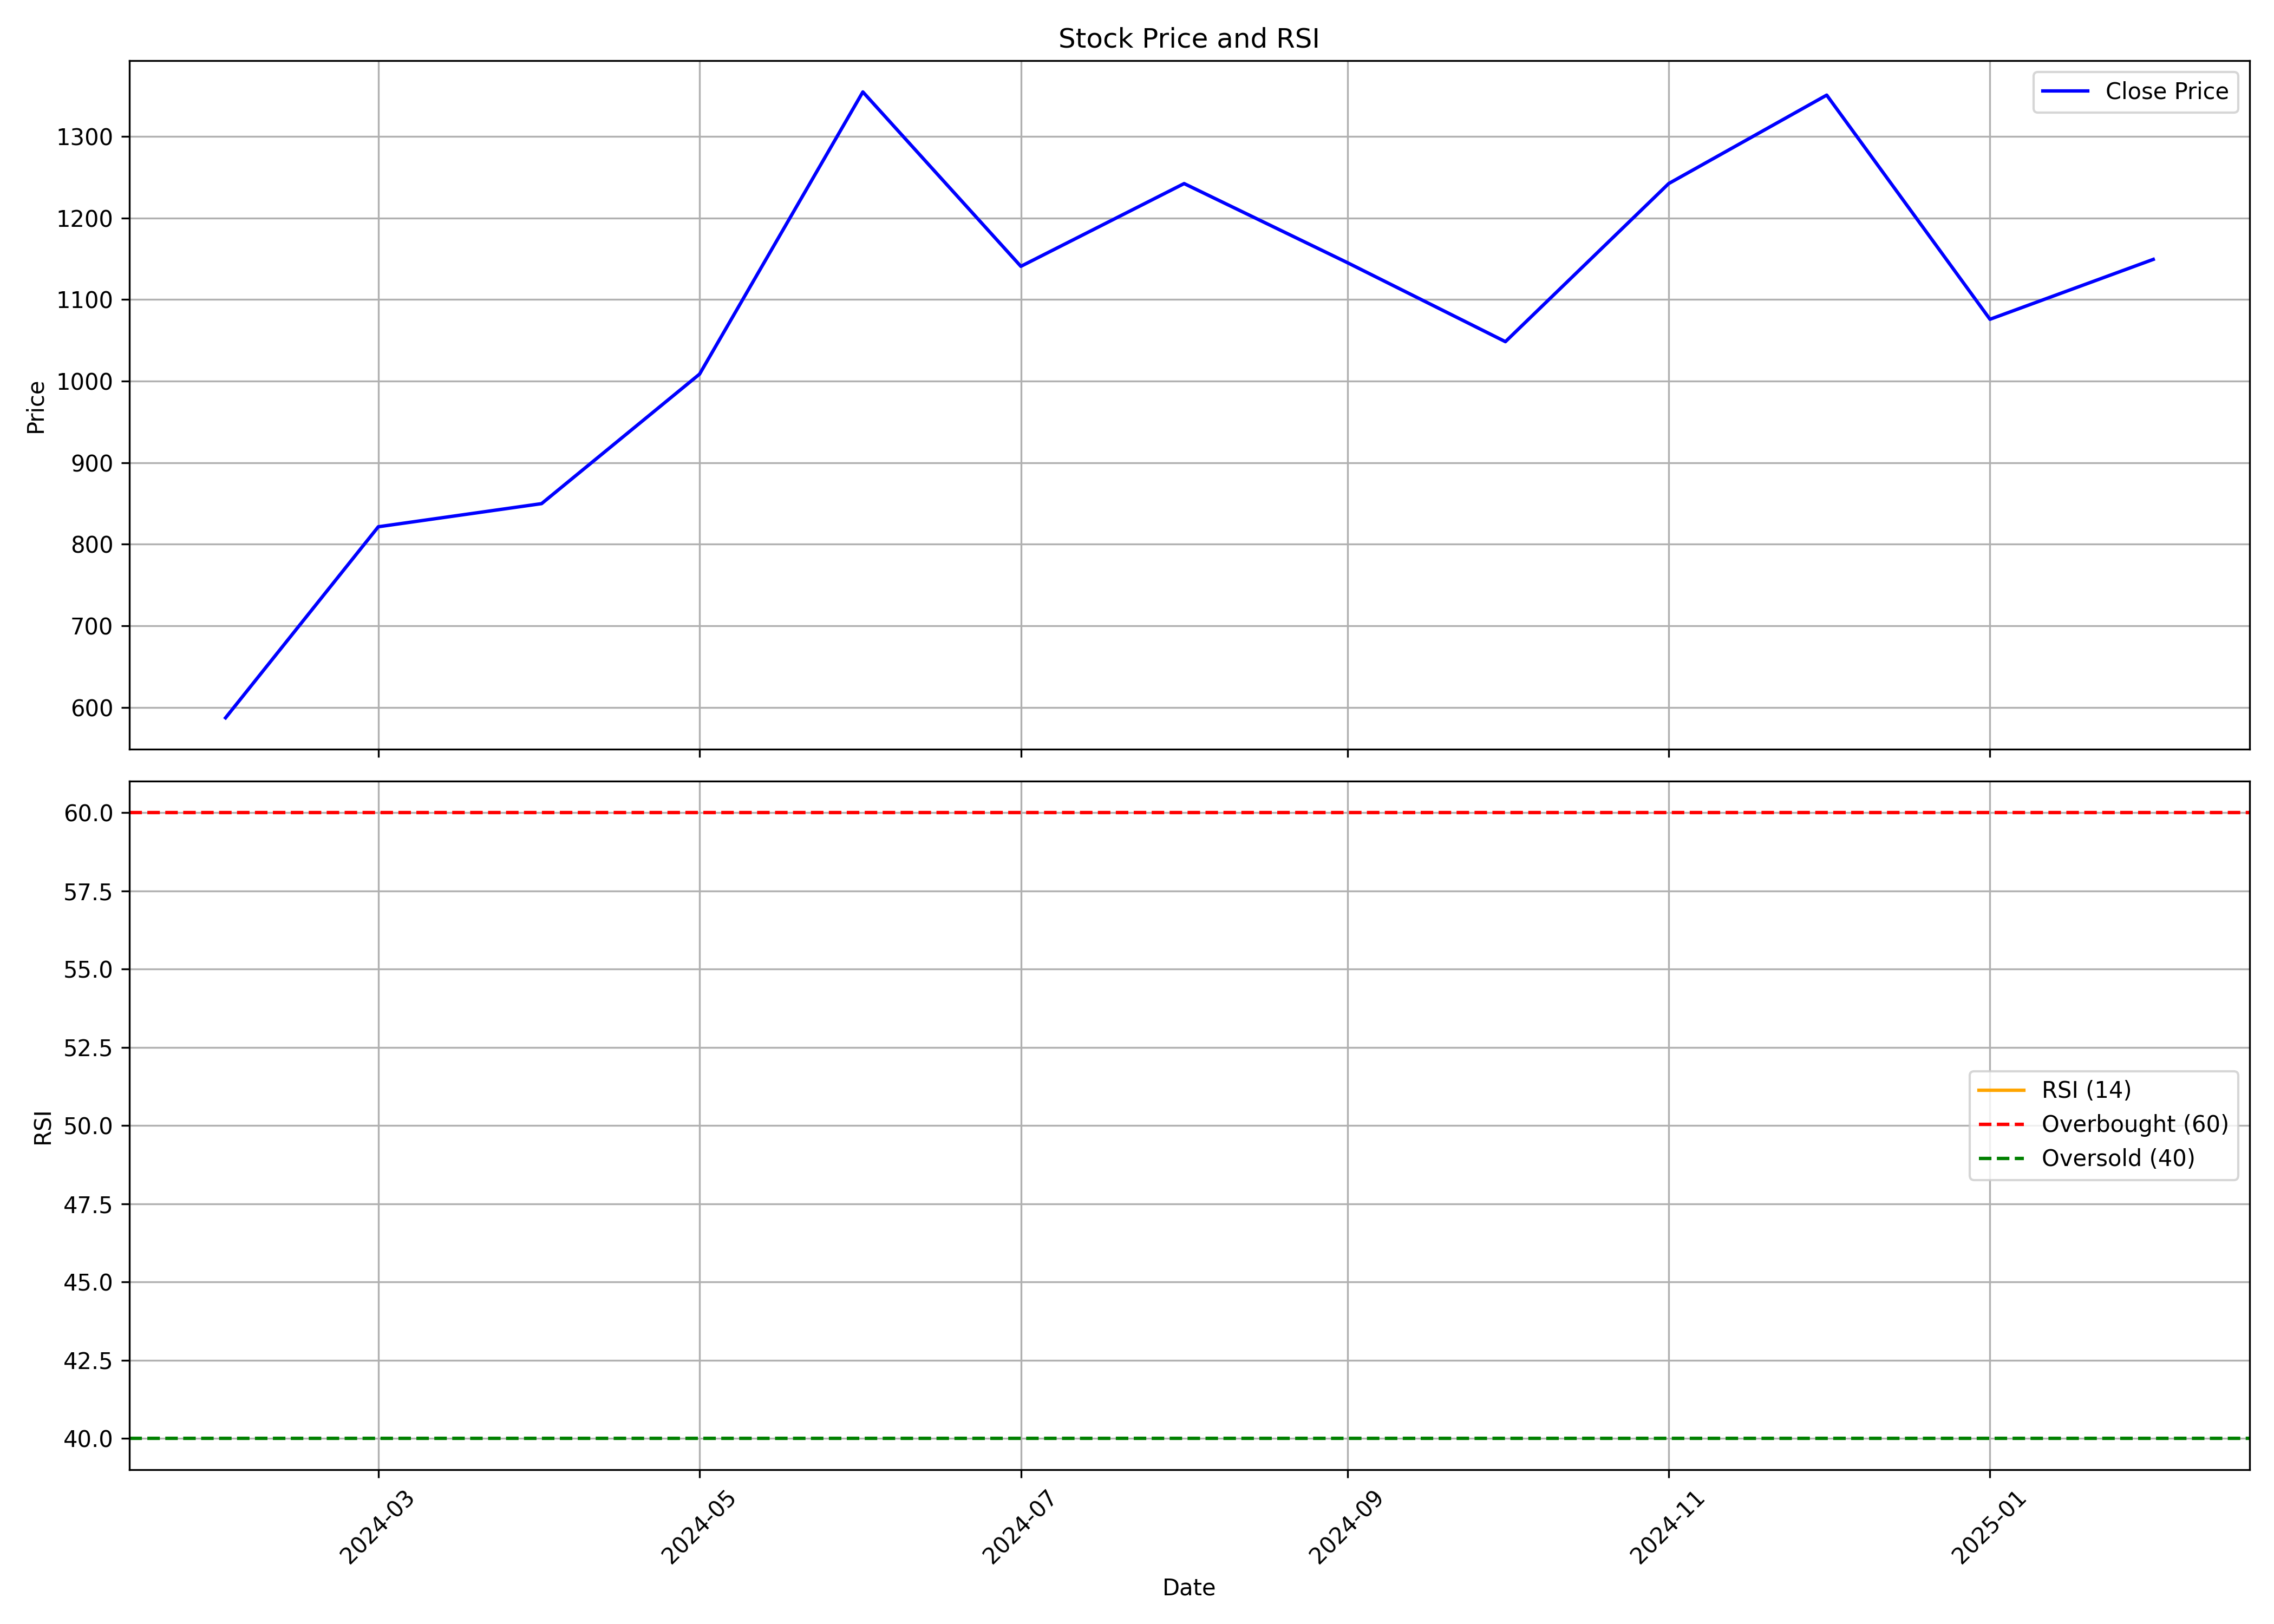 Stock Price and RSI
Close Price
1300
1200
1100
1000
900
800
700
600
Price
60.0
57.5
55.0
52.5
50.0
47.5
45.0
42.5
40.0
RSI
RSI (14)
Overbought (60)
Oversold (40)
2024-03
2024-05
2024-07
2024-09
2024-11
2025-01
Date